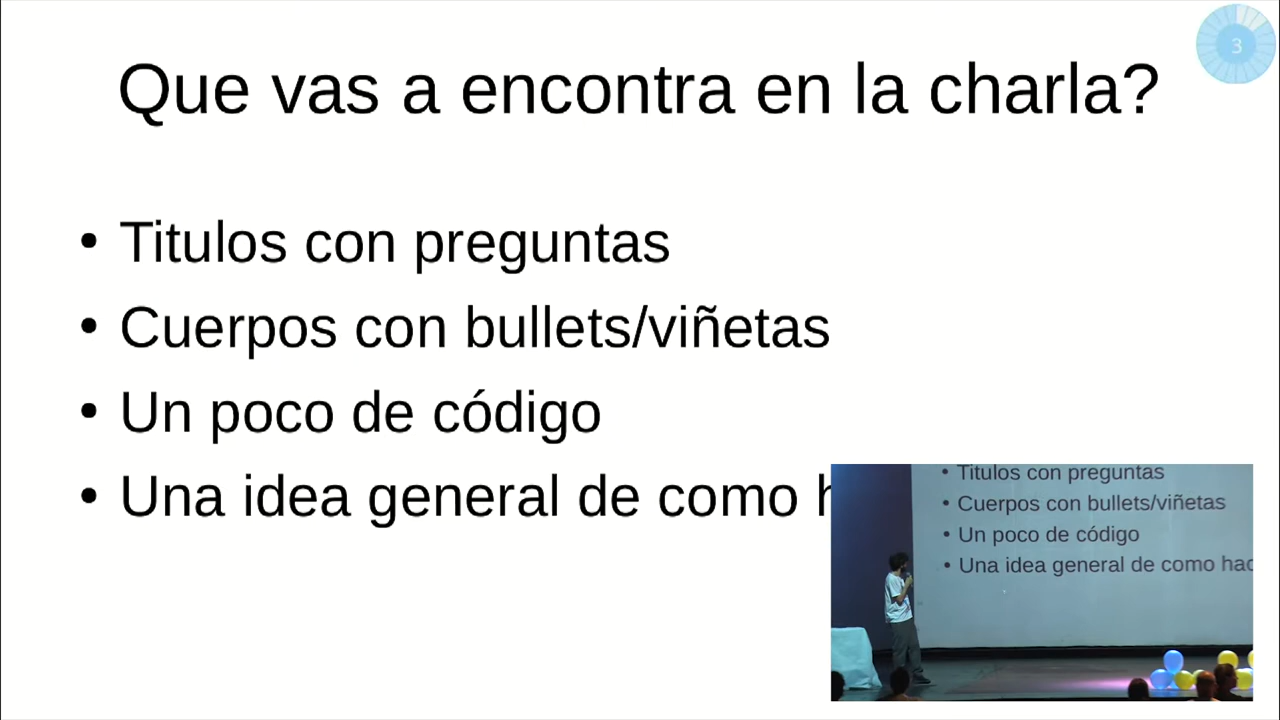 Que vas a encontra en la charla?
3
• Titulos con preguntas
• Cuerpos con bullets/viñetas
• Un poco de código
• Una idea general de como
• Titulos con preguntas
• Cuerpos con bullets/viñetas
• Un poco de código
• Una idea general de como